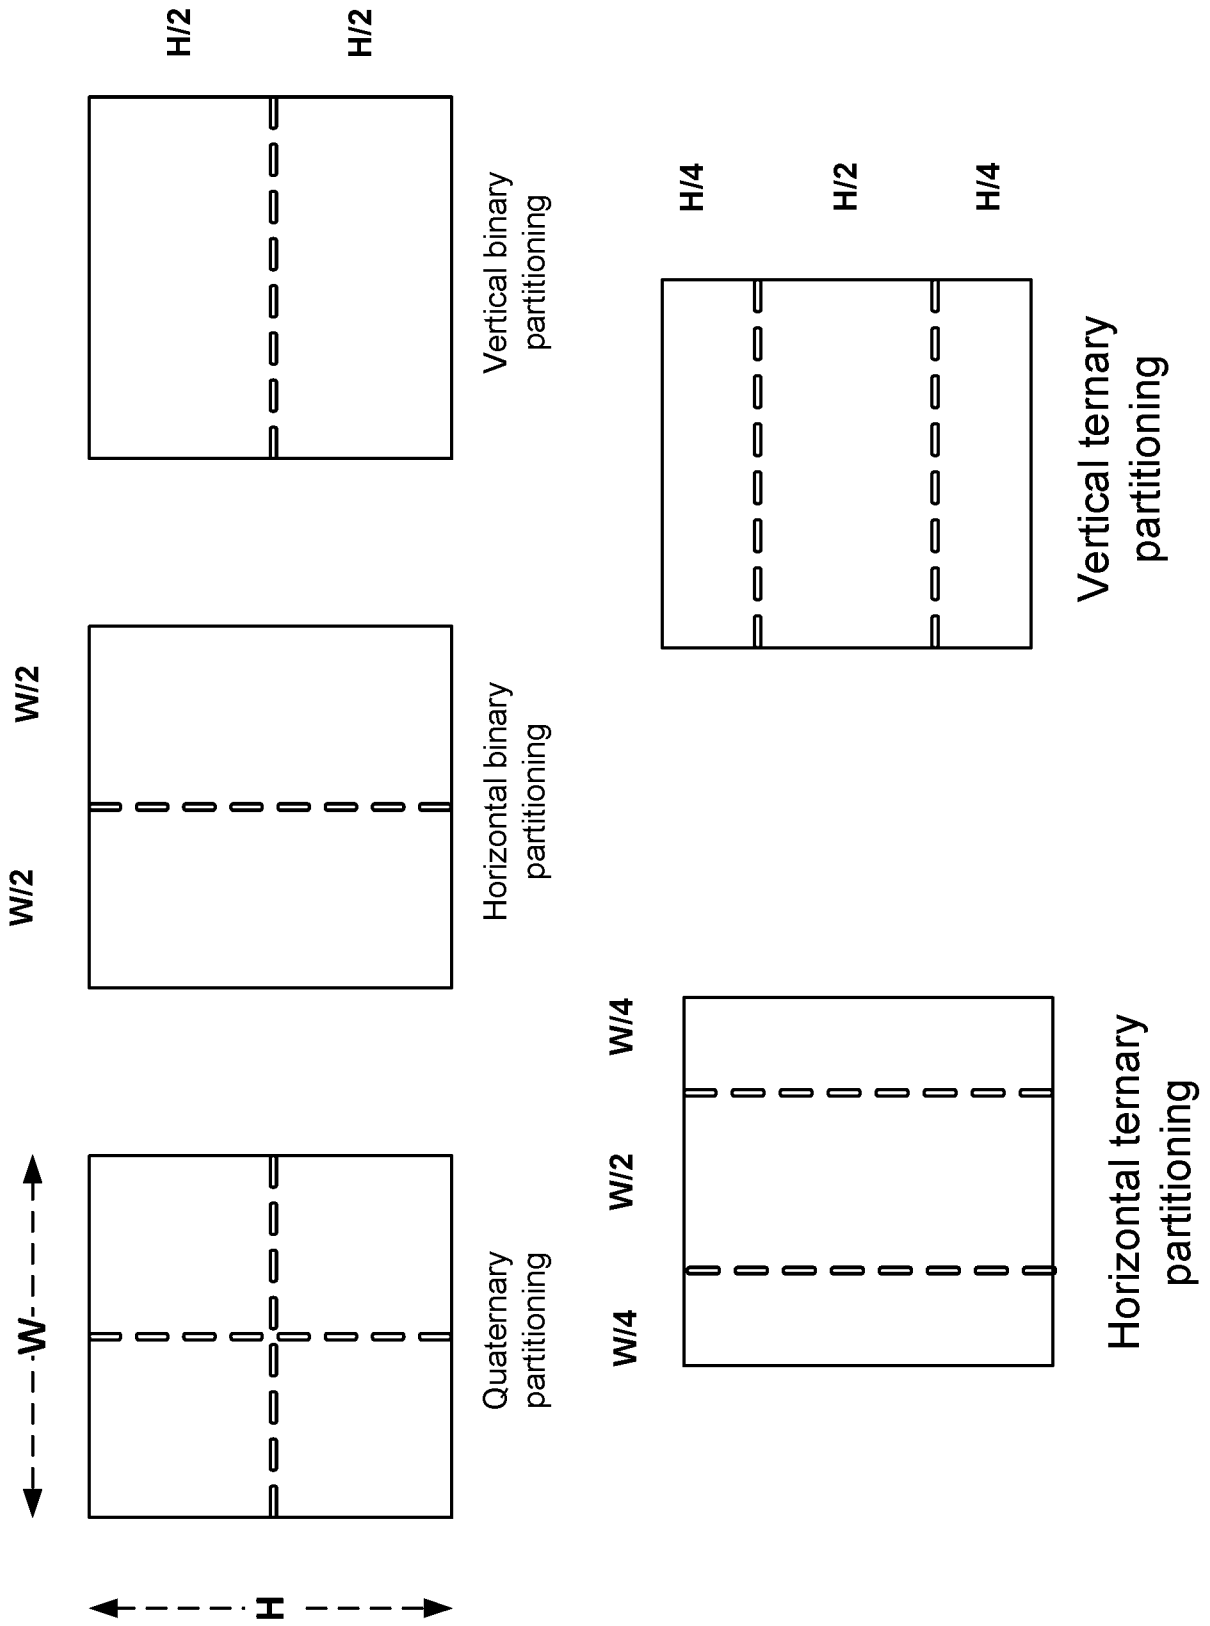 W
H
Quaternary
partitioning
W/2
W/2
Horizontal binary
partitioning
H/2
H/2
Vertical binary
partitioning
W/4
W/2
W/4
Horizontal ternary
partitioning
H/4
H/2
H/4
Vertical ternary
partitioning